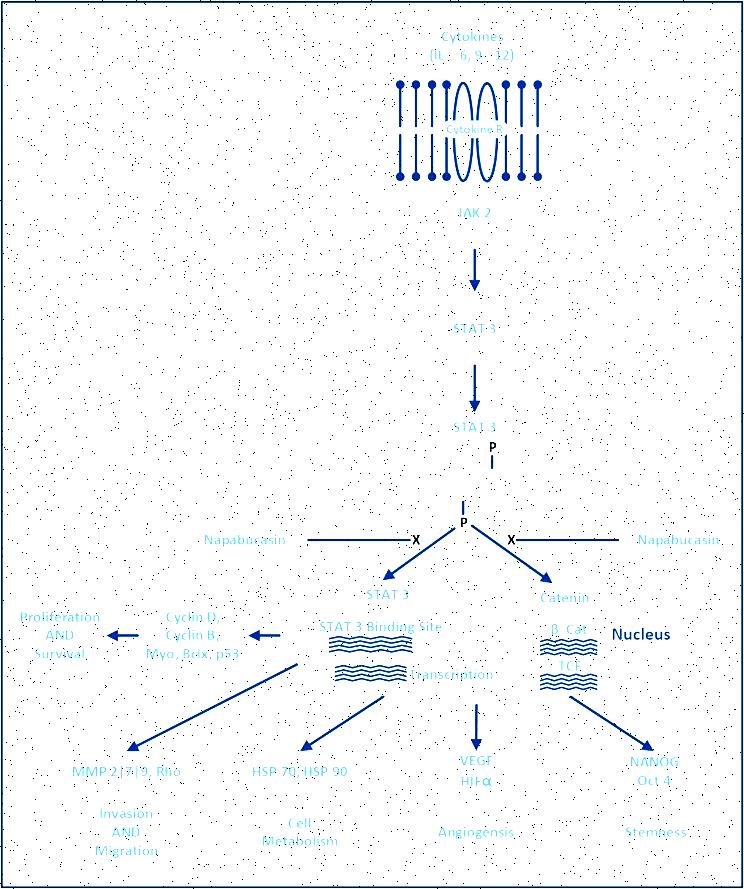 Cytokines
(IL - 6, 9 - 12)
Cytokine R
JAK 2
STAT 3
STAT 3
P
P
Napabucasin
X
X
Napabucasin
STAT 3
Catenin
Proliferation
AND
Survival
Cyclin D,
Cyclin B,
Myo, Bclx, p53
STAT 3 Binding Site
β Cat
Nucleus
Transcription
TCF
MMP 2|7|9, Rho
HSP 70, HSP 90
VEGF
HIFα
NANOG
Oct 4
Invasion
AND
Migration
Cell
Metabolism
Angiogensis
Stemness